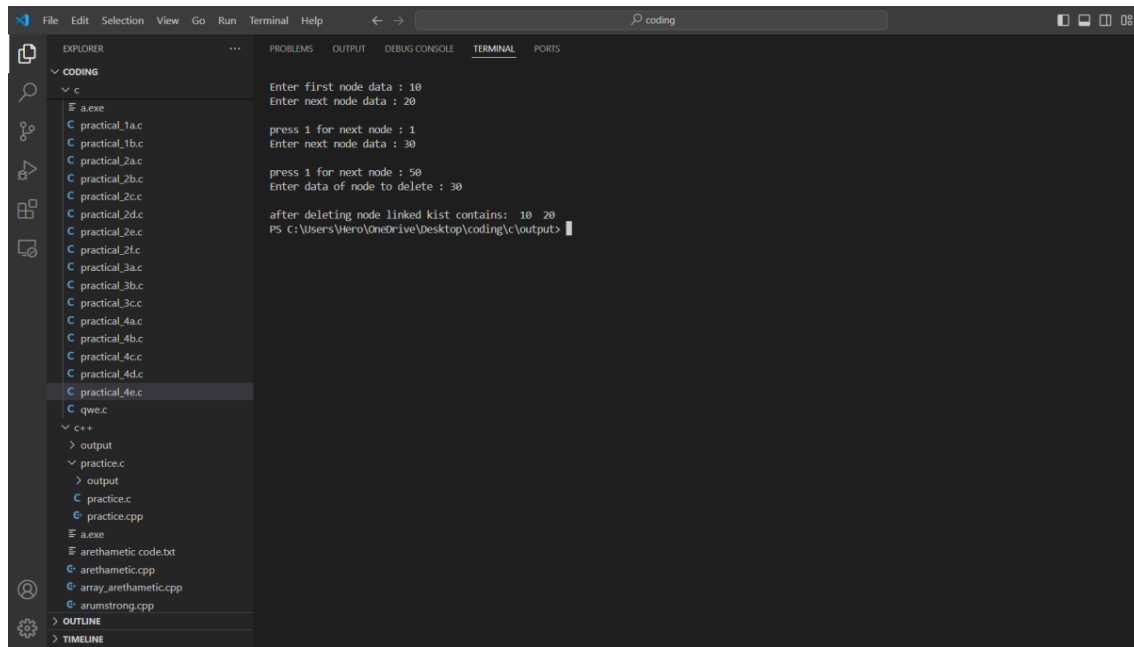 File Edit Selection View Go Run Terminal Help
coding
EXPLORER
PROBLEMS OUTPUT DEBUG CONSOLE TERMINAL PORTS
CODING
c
a.exe
practical_1a.c
practical_1b.c
practical_2a.c
practical_2b.c
practical_2c.c
practical_2d.c
practical_2e.c
practical_2f.c
practical_3a.c
practical_3b.c
practical_3c.c
practical_4a.c
practical_4b.c
practical_4c.c
practical_4d.c
practical_4e.c
qwe.c
c++
output
practice.c
output
practice.c
practice.cpp
a.exe
arethametic code.txt
arethametic.cpp
array_arethametic.cpp
arumstrong.cpp
OUTLINE
TIMELINE
Enter first node data : 10
Enter next node data : 20
press 1 for next node : 1
Enter next node data : 30
press 1 for next node : 50
Enter data of node to delete : 30
after deleting node linked kist contains: 10 20
PS C:\Users\Hero\OneDrive\Desktop\coding\c\output>